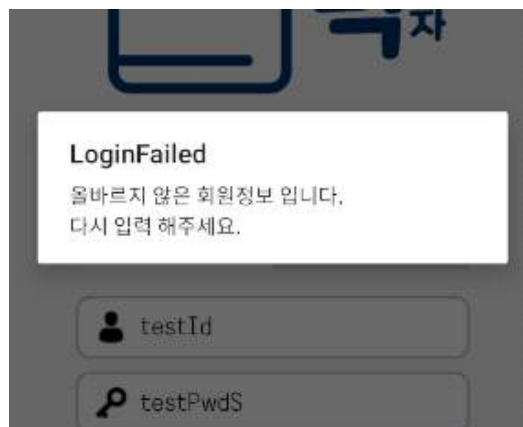 자
LoginFailed
올바르지 않은 회원정보 입니다.
다시 입력 해주세요.
testId
testPwdS